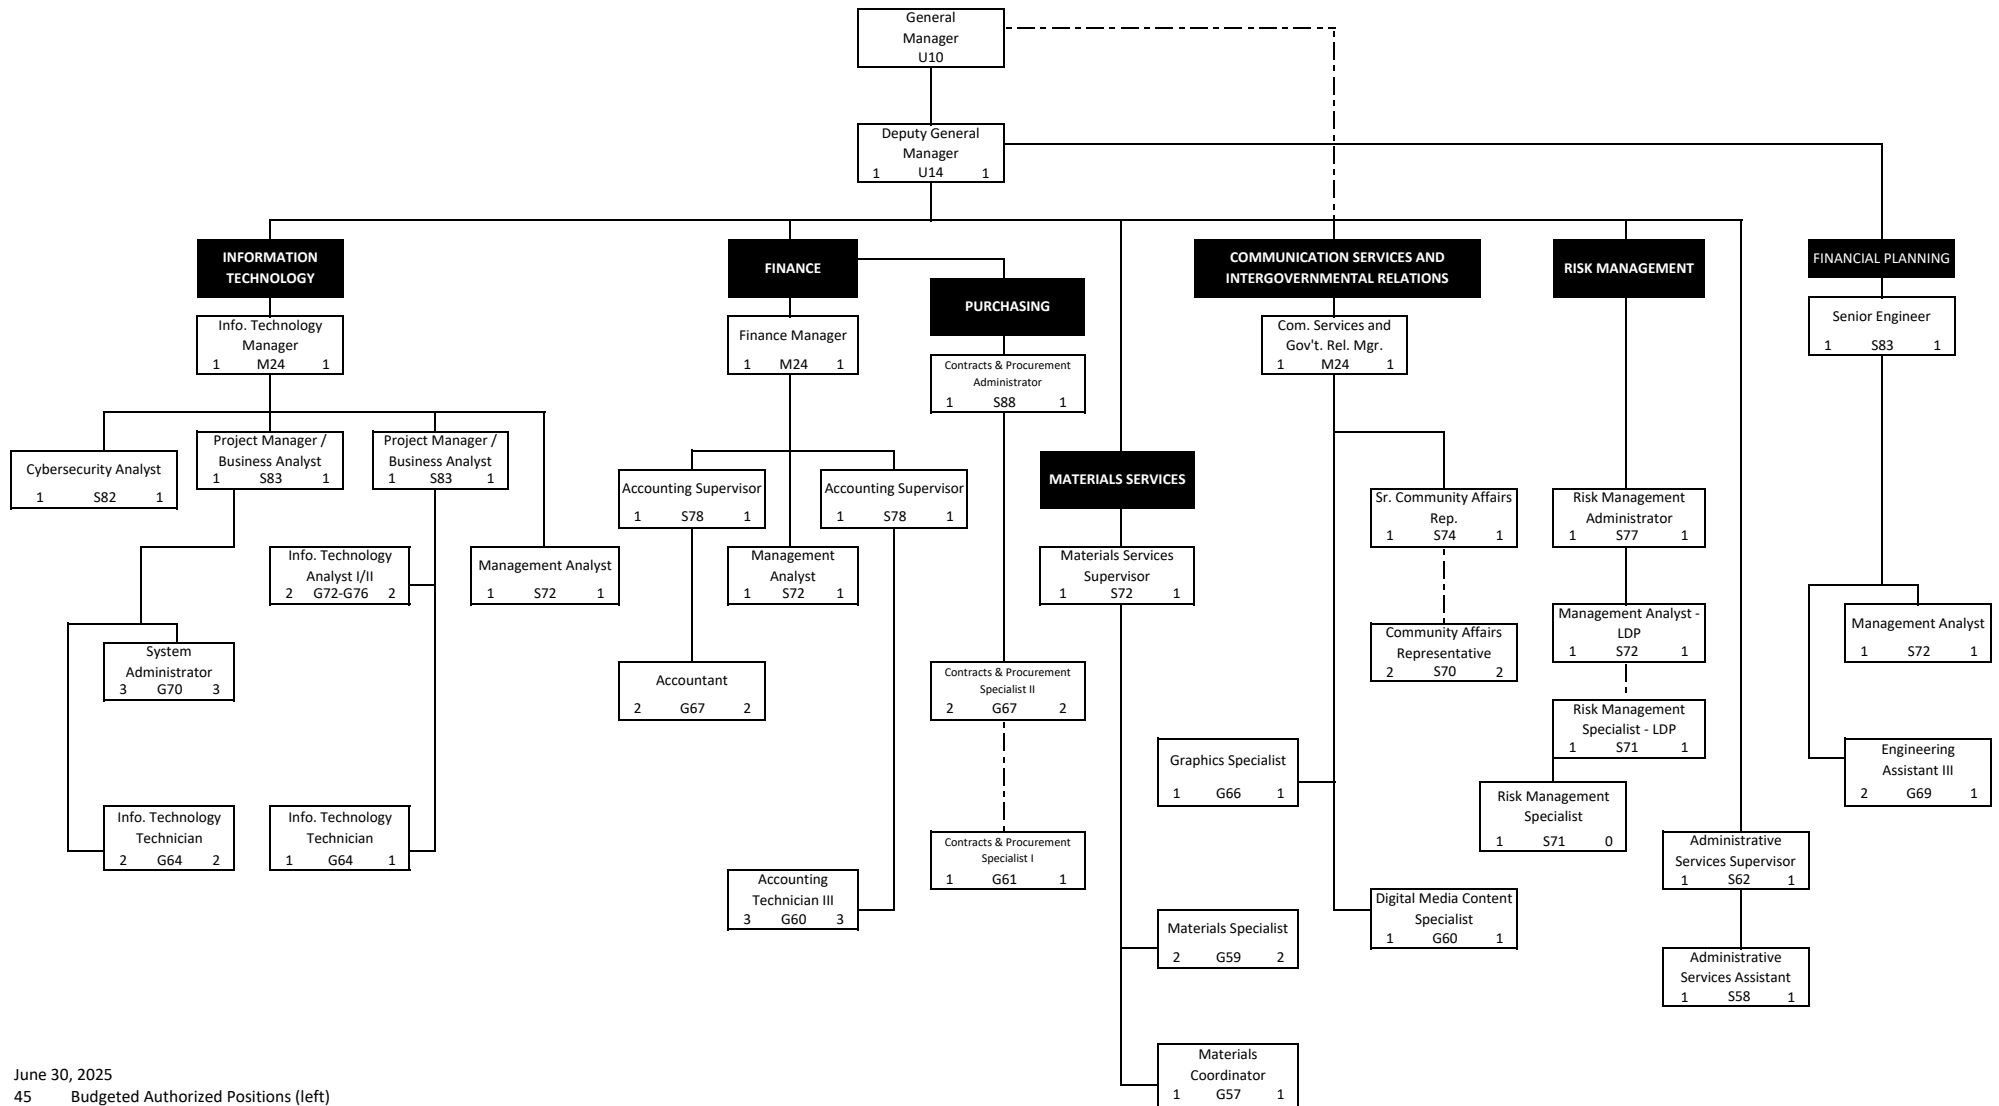 General
Manager
U10
Deputy General
Manager
1 U14 1
INFORMATION
TECHNOLOGY
Info. Technology
Manager
1 M24 1
Cybersecurity Analyst
1 S82 1
Project Manager /
Business Analyst
1 S83 1
Project Manager /
Business Analyst
1 S83 1
Info. Technology
Analyst I/II
2 G72-G76 2
Management Analyst
1 S72 1
System
Administrator
3 G70 3
Info. Technology
Technician
2 G64 2
Info. Technology
Technician
1 G64 1
FINANCE
Finance Manager
1 M24 1
Accounting Supervisor
1 S78 1
Accounting Supervisor
1 S78 1
Management
Analyst
1 S72 1
Accountant
2 G67 2
Accounting
Technician III
3 G60 3
PURCHASING
Contracts & Procurement
Administrator
1 S88 1
Contracts & Procurement
Specialist II
2 G67 2
Contracts & Procurement
Specialist I
1 G61 1
MATERIALS SERVICES
Materials Services
Supervisor
1 S72 1
Materials Specialist
2 G59 2
Materials
Coordinator
1 G57 1
COMMUNICATION SERVICES AND
INTERGOVERNMENTAL RELATIONS
Com. Services and
Gov't. Rel. Mgr.
1 M24 1
Sr. Community Affairs
Rep.
1 S74 1
Community Affairs
Representative
2 S70 2
Graphics Specialist
1 G66 1
Digital Media Content
Specialist
1 G60 1
RISK MANAGEMENT
Risk Management
Administrator
1 S77 1
Management Analyst -
LDP
1 S72 1
Risk Management
Specialist - LDP
1 S71 1
Risk Management
Specialist
1 S71 0
Administrative
Services Supervisor
1 S62 1
Administrative
Services Assistant
1 S58 1
FINANCIAL PLANNING
Senior Engineer
1 S83 1
Management Analyst
1 S72 1
Engineering
Assistant III
2 G69 1
June 30, 2025
45 Budgeted Authorized Positions (left)